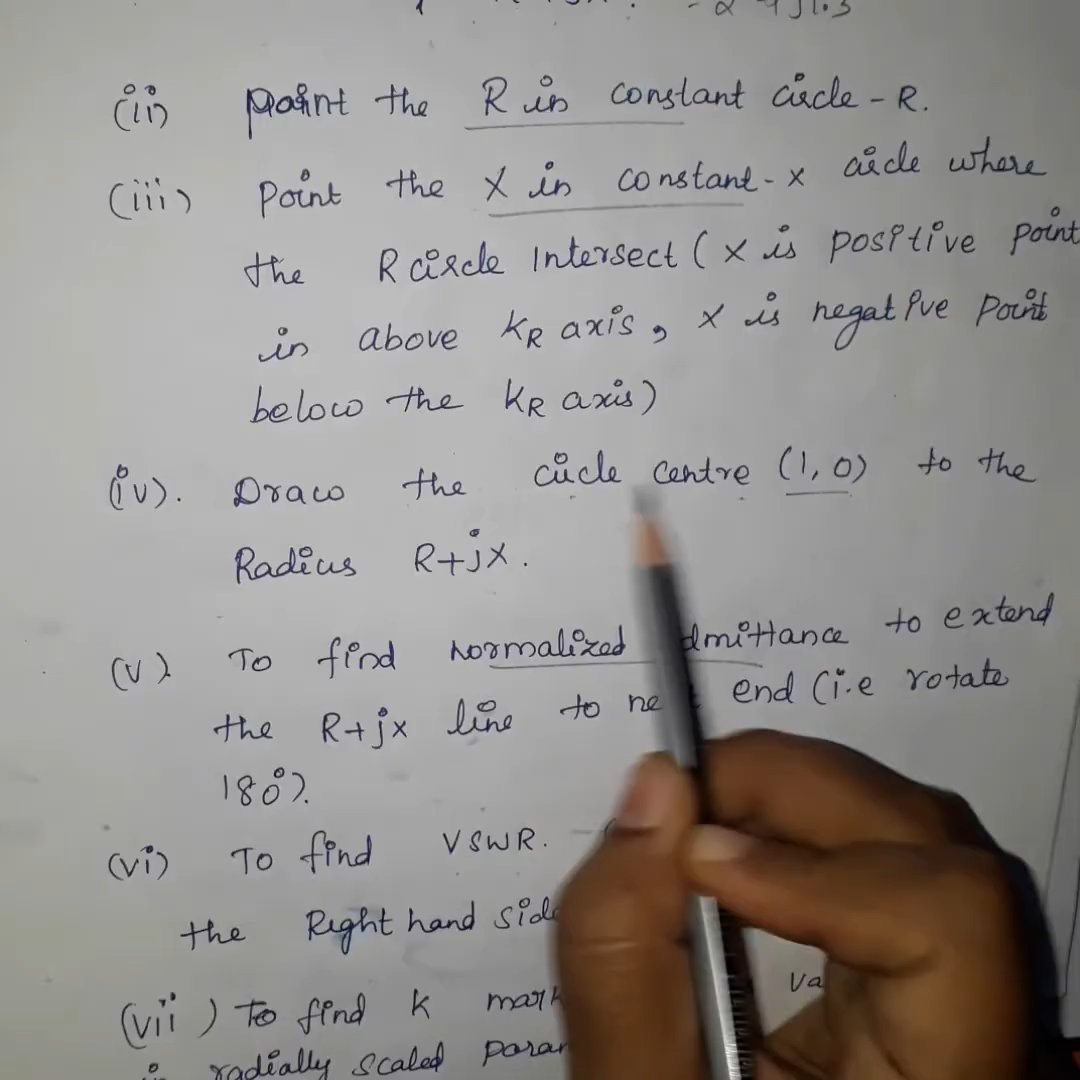 (ii) Point the R in constant circle - R.
(iii) Point the X in constant - x circle where
the R circle Intersect ( X is positive point
in above KR axis, X is negative point
below the KR axis)
(iv). Draw the circle centre (1,0) to the
Radius R+jX.
(v). To find normalized to extend
the R+jx line to end (i.e rotate
180°).
(vi) To find VSWR.
the Right hand side
(vii) To find K mark
in radially scaled